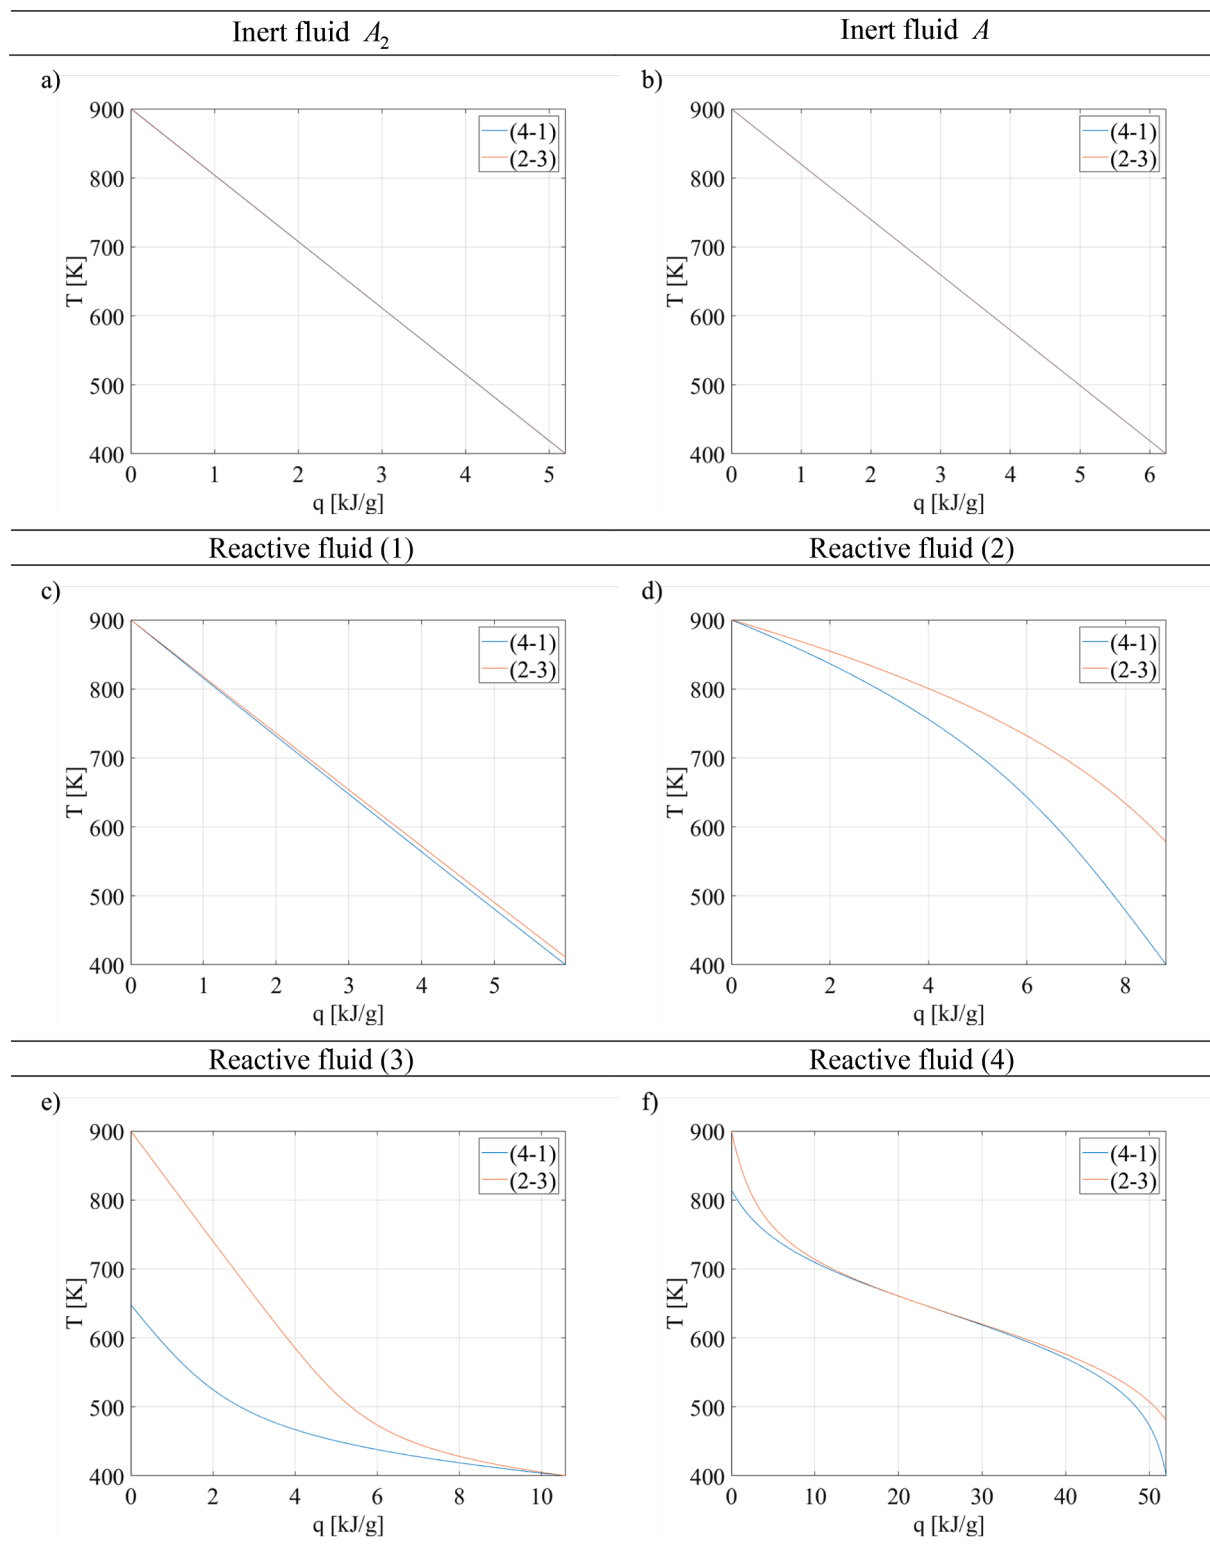 Inert fluid A₂ Inert fluid A
a) b)
900 900
(4-1) (4-1)
(2-3) (2-3)
800 800
700 700
T [K] T [K]
600 600
500 500
400 400
0 1 2 3 4 5 0 1 2 3 4 5 6
q [kJ/g] q [kJ/g]
Reactive fluid (1) Reactive fluid (2)
c) d)
900 900
(4-1) (4-1)
(2-3) (2-3)
800 800
700 700
T [K] T [K]
600 600
500 500
400 400
0 1 2 3 4 5 0 2 4 6 8
q [kJ/g] q [kJ/g]
Reactive fluid (3) Reactive fluid (4)
e) f)
900 900
(4-1) (4-1)
(2-3) (2-3)
800 800
700 700
T [K] T [K]
600 600
500 500
400 400
0 2 4 6 8 10 0 10 20 30 40 50
q [kJ/g] q [kJ/g]